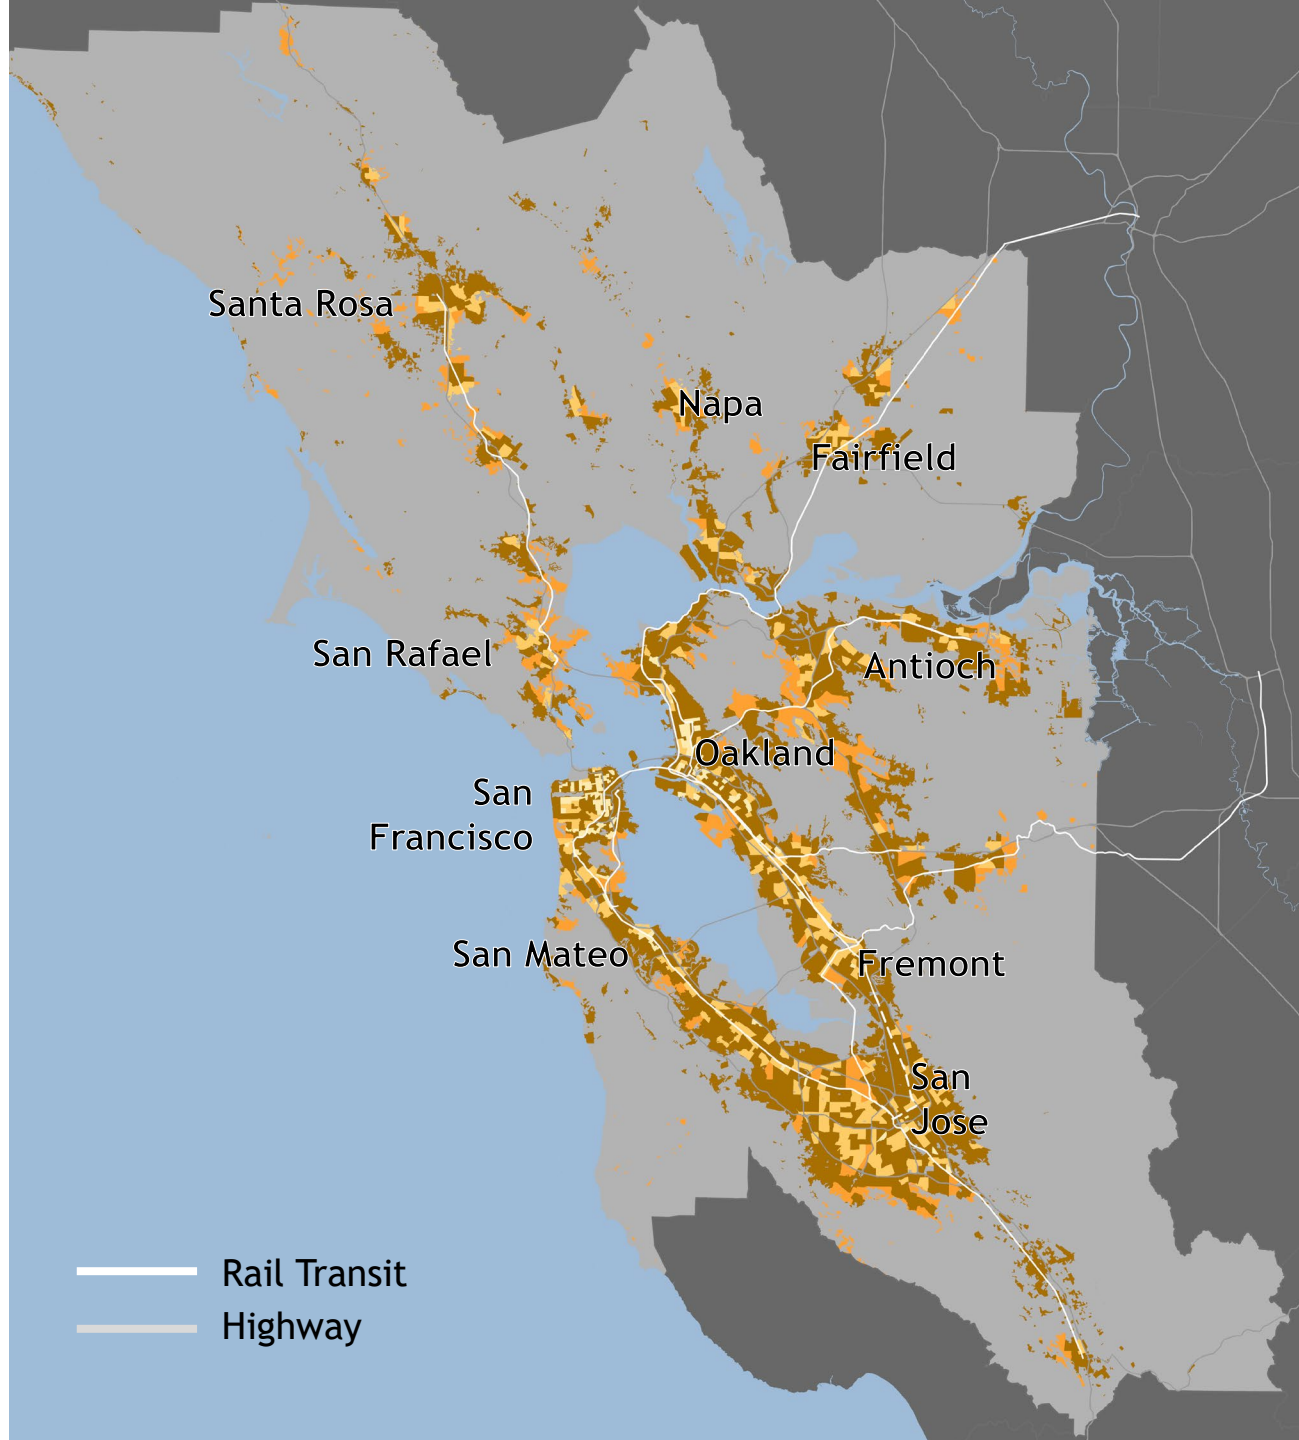 Santa Rosa
Napa
Fairfield
San Rafael
Antioch
Oakland
San
Francisco
San Mateo
Fremont
San
Jose
Rail Transit
Highway